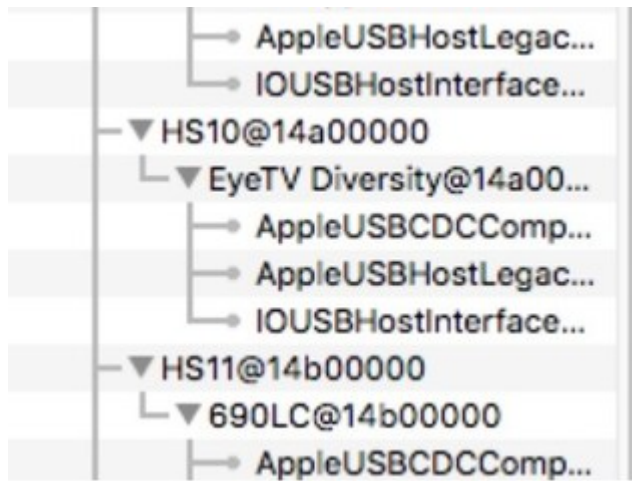 AppleUSBHostLegac...
IOUSBHostInterface...
HS10@14a00000
EyeTV Diversity@14a00...
AppleUSBCDCComp...
AppleUSBHostLegac...
IOUSBHostInterface...
HS11@14b00000
690LC@14b00000
AppleUSBCDCComp...